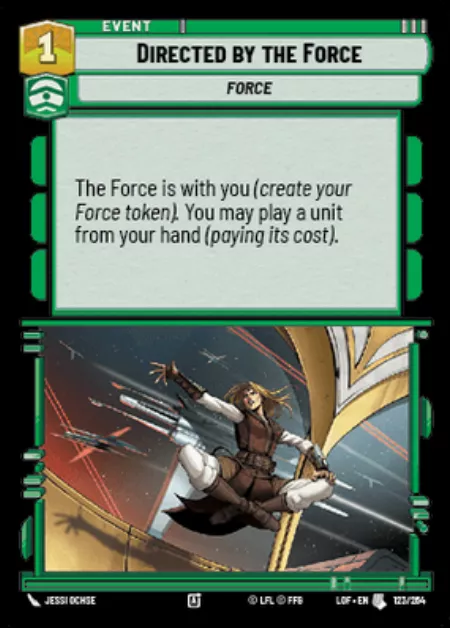 EVENT
1
DIRECTED BY THE FORCE
FORCE
The Force is with you (create your
Force token). You may play a unit
from your hand (paying its cost).
JESSI OCHSE
A
© LFL © FFG
LOF • EN
123/264